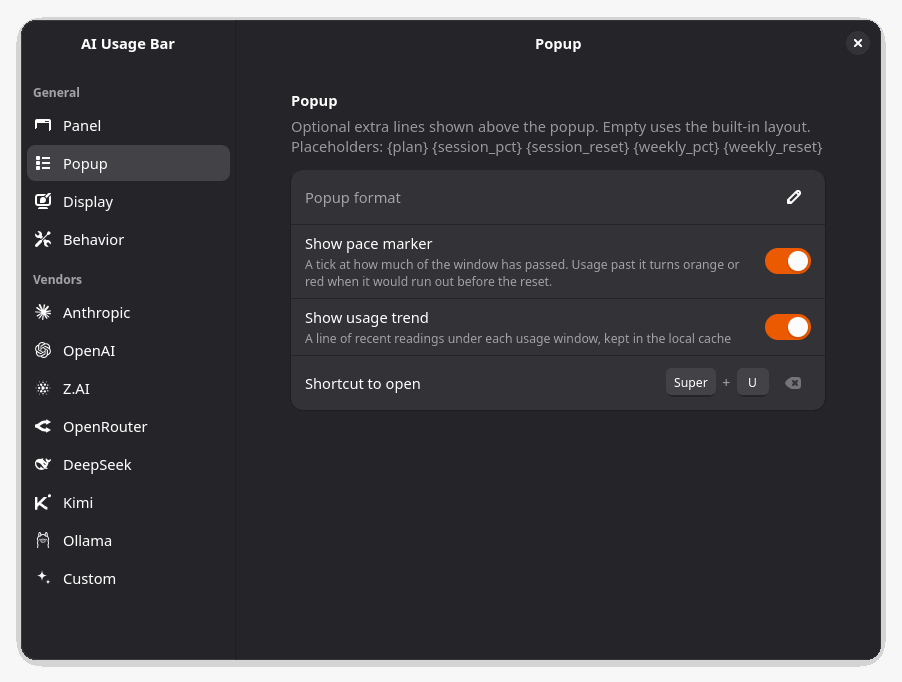 AI Usage Bar
General
Panel
Popup
Display
Behavior
Vendors
Anthropic
OpenAI
Z.AI
OpenRouter
DeepSeek
Kimi
Ollama
Custom
Popup
Popup
Optional extra lines shown above the popup. Empty uses the built-in layout.
Placeholders: {plan} {session_pct} {session_reset} {weekly_pct} {weekly_reset}
Popup format
Show pace marker
A tick at how much of the window has passed. Usage past it turns orange or
red when it would run out before the reset.
Show usage trend
A line of recent readings under each usage window, kept in the local cache
Shortcut to open
Super + U